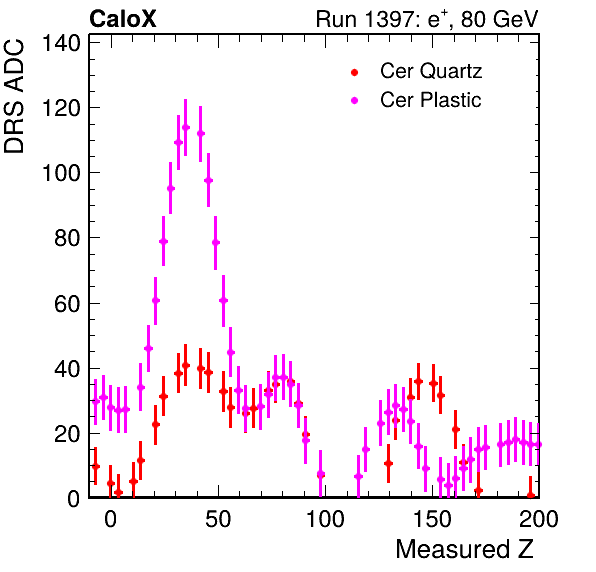 CaloX Run 1397: e⁺, 80 GeV
Cer Quartz
Cer Plastic
DRS ADC
140
120
100
80
60
40
20
0
0 50 100 150 200
Measured Z